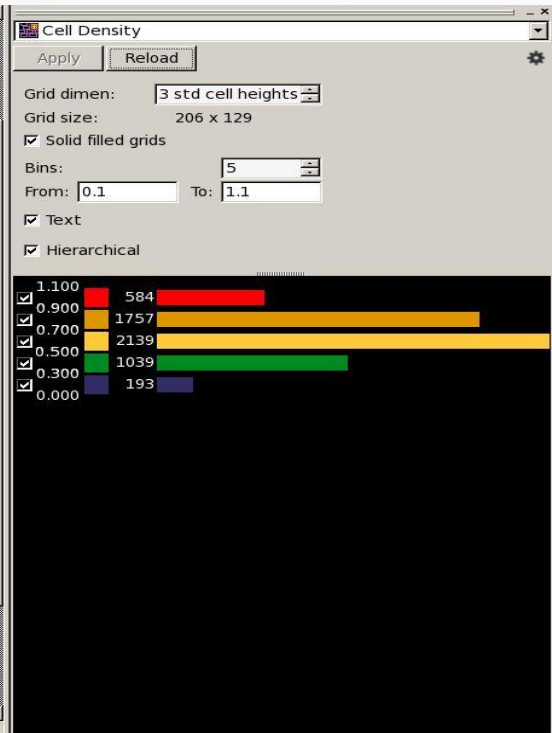 Cell Density
Apply Reload
Grid dimen: 3 std cell heights
Grid size: 206 x 129
Solid filled grids
Bins: 5
From: 0.1 To: 1.1
Text
Hierarchical
1.100
584
0.900
1757
0.700
2139
0.500
1039
0.300
193
0.000